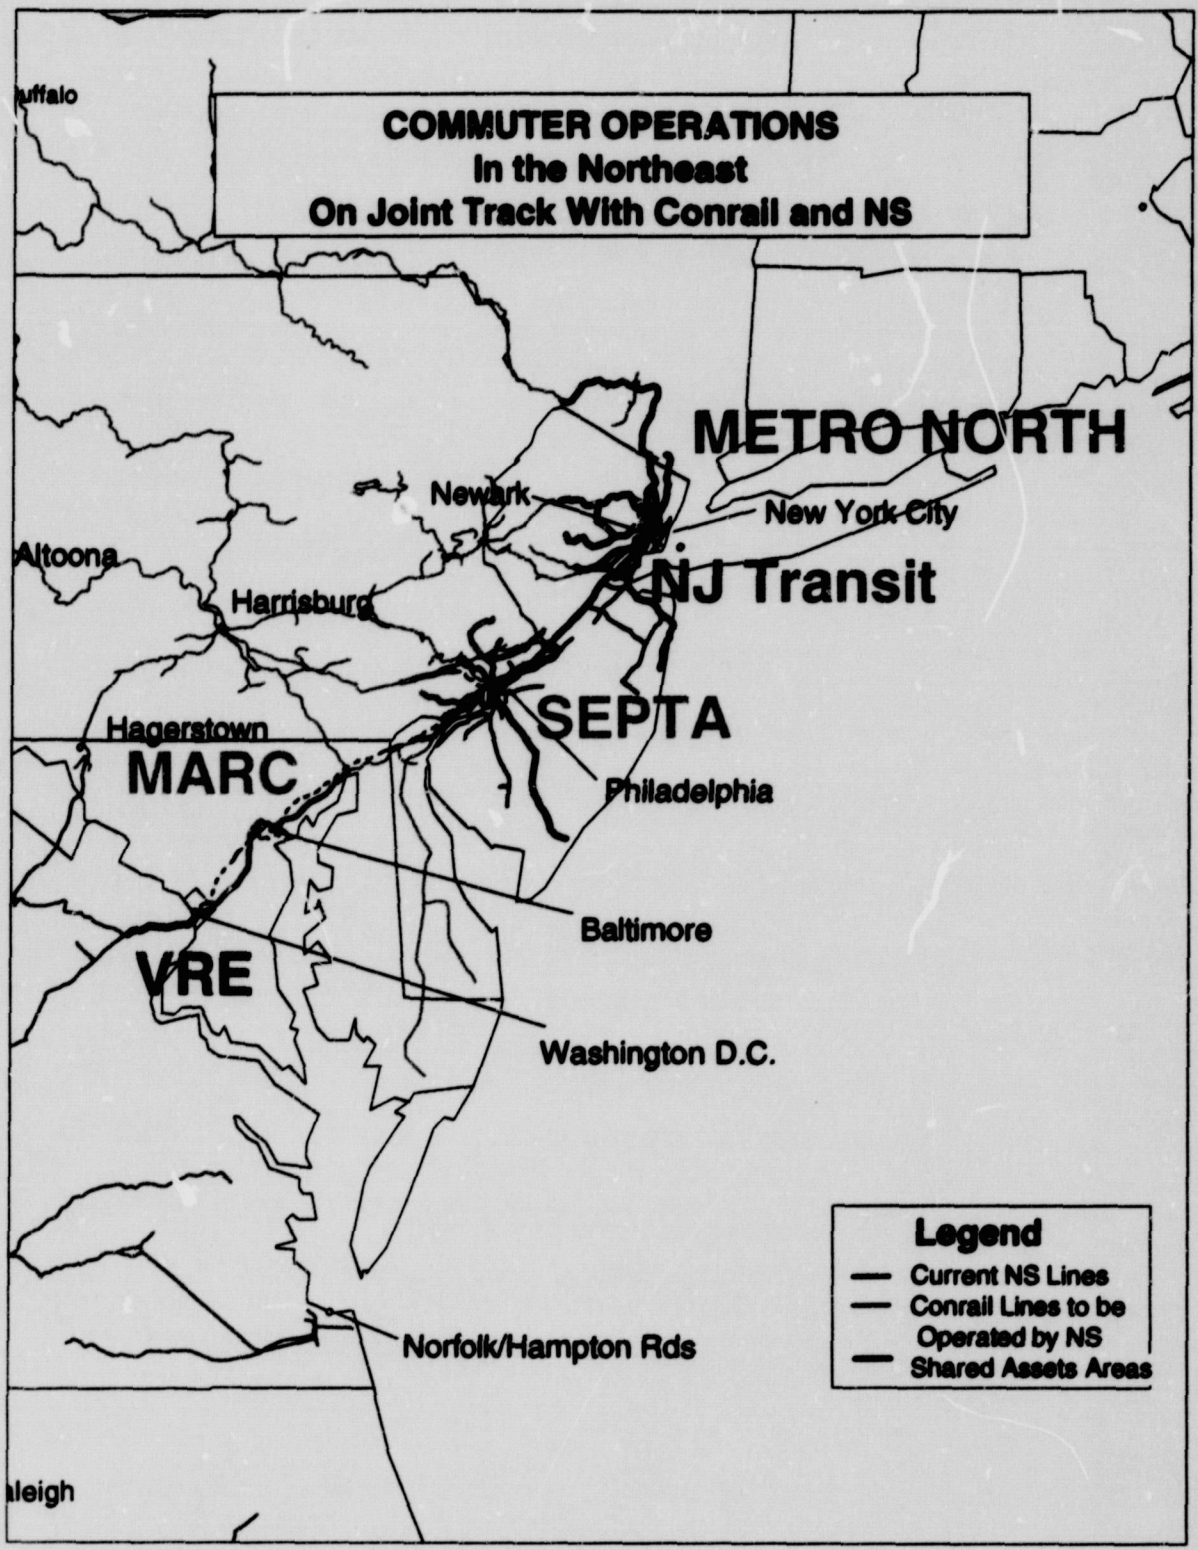 uffalo
COMMUTER OPERATIONS
In the Northeast
On Joint Track With Conrail and NS
METRO NORTH
Newark
New York City
Altoona
NJ Transit
Harrisburg
SEPTA
Hagerstown
MARC
Philadelphia
Baltimore
VRE
Washington D.C.
Legend
Current NS Lines
Conrail Lines to be
Operated by NS
Shared Assets Areas
Norfolk/Hampton Rds
aleigh